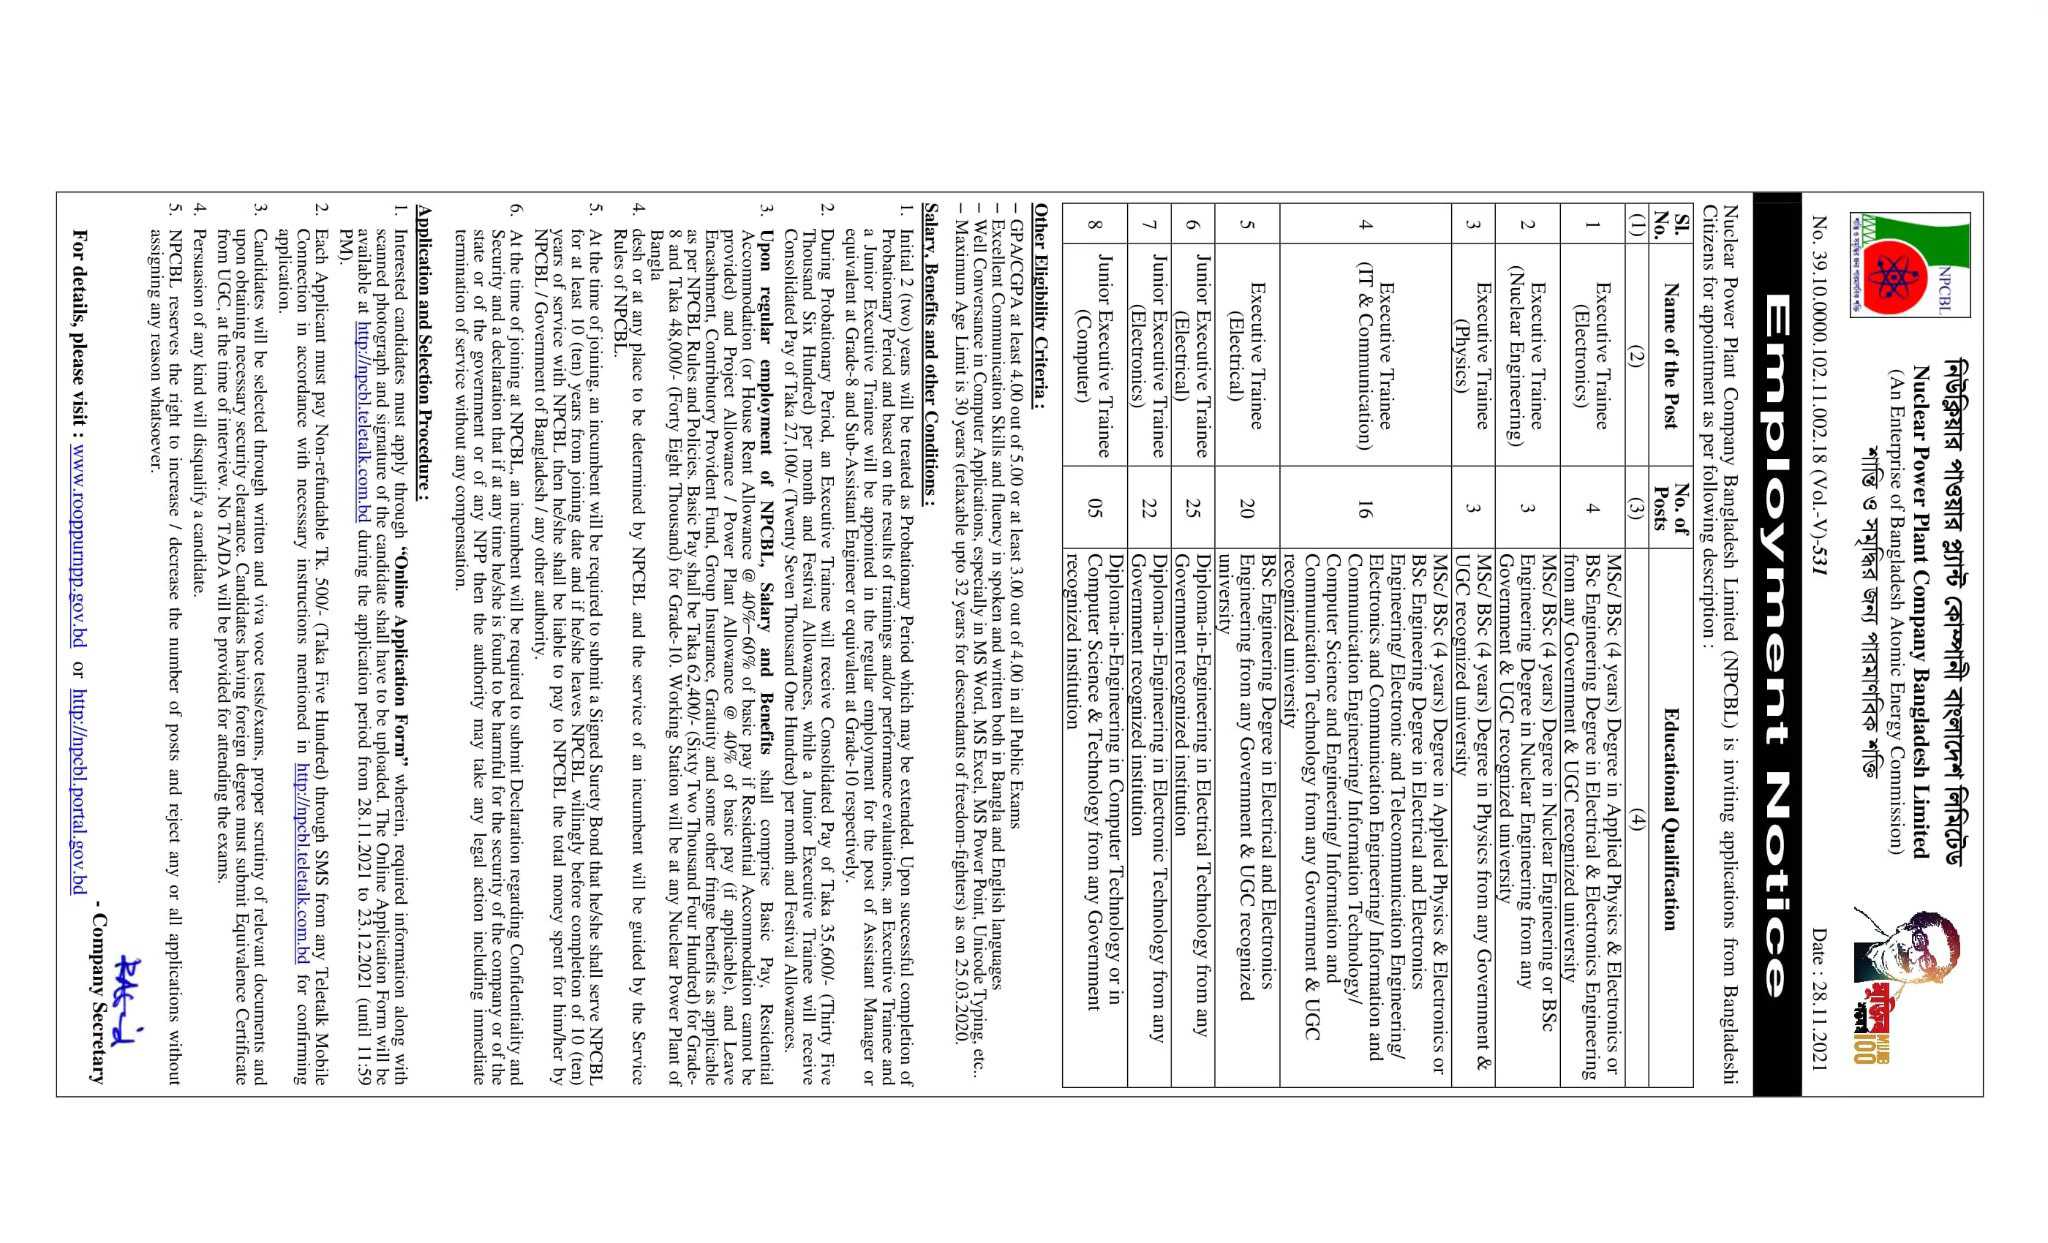 NPCBL
শান্তি ও সমৃদ্ধির জন্য পারমাণবিক শক্তি
নিউক্লিয়ার পাওয়ার প্ল্যান্ট কোম্পানী বাংলাদেশ লিমিটেড
Nuclear Power Plant Company Bangladesh Limited
(An Enterprise of Bangladesh Atomic Energy Commission)
শান্তি ও সমৃদ্ধির জন্য পারমাণবিক শক্তি
মুজিব
শতবর্ষ
MUJIB
100
No. 39.10.0000.102.11.002.18 (Vol.-V)-531 Date : 28.11.2021
Employment Notice
Nuclear Power Plant Company Bangladesh Limited (NPCBL) is inviting applications from Bangladeshi
Citizens for appointment as per following description :
Sl. No. Name of the Post No. of Posts Educational Qualification
(1) (2) (3) (4)
1 Executive Trainee (Electronics) 4 MSc/ BSc (4 years) Degree in Applied Physics & Electronics or
BSc Engineering Degree in Electrical & Electronics Engineering
from any Government & UGC recognized university
2 Executive Trainee (Nuclear Engineering) 3 MSc/ BSc (4 years) Degree in Nuclear Engineering or BSc
Engineering Degree in Nuclear Engineering from any
Government & UGC recognized university
3 Executive Trainee (Physics) 3 MSc/ BSc (4 years) Degree in Physics from any Government &
UGC recognized university
4 Executive Trainee (IT & Communication) 16 MSc/ BSc (4 years) Degree in Applied Physics & Electronics or
BSc Engineering Degree in Electrical and Electronics
Engineering/ Electronic and Telecommunication Engineering/
Electronics and Communication Engineering/ Information and
Communication Engineering/ Information Technology/
Computer Science and Engineering/ Information and
Communication Technology from any Government & UGC
recognized university
5 Executive Trainee (Electrical) 20 BSc Engineering Degree in Electrical and Electronics
Engineering from any Government & UGC recognized
university
6 Junior Executive Trainee (Electrical) 25 Diploma-in-Engineering in Electrical Technology from any
Government recognized institution
7 Junior Executive Trainee (Electronics) 22 Diploma-in-Engineering in Electronic Technology from any
Government recognized institution
8 Junior Executive Trainee (Computer) 05 Diploma-in-Engineering in Computer Technology or in
Computer Science & Technology from any Government
recognized institution
Other Eligibility Criteria :
– GPA/CGPA at least 4.00 out of 5.00 or at least 3.00 out of 4.00 in all Public Exams
– Excellent Communication Skills and fluency in spoken and written both in Bangla and English languages
– Well Conversance in Computer Applications, especially in MS Word, MS Excel, MS Power Point, Unicode Typing, etc..
– Maximum Age Limit is 30 years (relaxable upto 32 years for descendants of freedom-fighters) as on 25.03.2020.
Salary, Benefits and other Conditions :
1. Initial 2 (two) years will be treated as Probationary Period which may be extended. Upon successful completion of
Probationary Period and based on the results of trainings and/or performance evaluations, an Executive Trainee and
a Junior Executive Trainee will be appointed in the regular employment for the post of Assistant Manager or
equivalent at Grade-8 and Sub-Assistant Engineer or equivalent at Grade-10 respectively.
2. During Probationary Period, an Executive Trainee will receive Consolidated Pay of Taka 35,600/- (Thirty Five
Thousand Six Hundred) per month and Festival Allowances, while a Junior Executive Trainee will receive
Consolidated Pay of Taka 27,100/- (Twenty Seven Thousand One Hundred) per month and Festival Allowances.
3. Upon regular employment of NPCBL, Salary and Benefits shall comprise Basic Pay, Residential
Accommodation (or House Rent Allowance @ 40%–60% of basic pay if Residential Accommodation cannot be
provided) and Project Allowance / Power Plant Allowance @ 40% of basic pay (if applicable), and Leave
Encashment, Contributory Provident Fund, Group Insurance, Gratuity and some other fringe benefits as applicable
as per NPCBL Rules and Policies. Basic Pay shall be Taka 62,400/- (Sixty Two Thousand Four Hundred) for Grade-
8 and Taka 48,000/- (Forty Eight Thousand) for Grade-10. Working Station will be at any Nuclear Power Plant of
Bangla
4. desh or at any place to be determined by NPCBL and the service of an incumbent will be guided by the Service
Rules of NPCBL.
5. At the time of joining, an incumbent will be required to submit a Signed Surety Bond that he/she shall serve NPCBL
for at least 10 (ten) years from joining date and if he/she leaves NPCBL willingly before completion of 10 (ten)
years of service with NPCBL then he/she shall be liable to pay to NPCBL the total money spent for him/her by
NPCBL / Government of Bangladesh / any other authority.
6. At the time of joining at NPCBL, an incumbent will be required to submit Declaration regarding Confidentiality and
Security and a declaration that if at any time he/she is found to be harmful for the security of the company or of the
state or of the government or of any NPP then the authority may take any legal action including immediate
termination of service without any compensation.
Application and Selection Procedure :
1. Interested candidates must apply through “Online Application Form” wherein, required information along with
scanned photograph and signature of the candidate shall have to be uploaded. The Online Application Form will be
available at http://npcbl.teletalk.com.bd during the application period from 28.11.2021 to 23.12.2021 (until 11:59
PM).
2. Each Applicant must pay Non-refundable Tk. 500/- (Taka Five Hundred) through SMS from any Teletalk Mobile
Connection in accordance with necessary instructions mentioned in http://npcbl.teletalk.com.bd for confirming
application.
3. Candidates will be selected through written and viva voce tests/exams, proper scrutiny of relevant documents and
upon obtaining necessary security clearance. Candidates having foreign degree must submit Equivalence Certificate
from UGC, at the time of interview. No TA/DA will be provided for attending the exams.
4. Persuasion of any kind will disqualify a candidate.
5. NPCBL reserves the right to increase / decrease the number of posts and reject any or all applications without
assigning any reason whatsoever.
- Company Secretary
For details, please visit : www.rooppurnpp.gov.bd or http://npcbl.portal.gov.bd